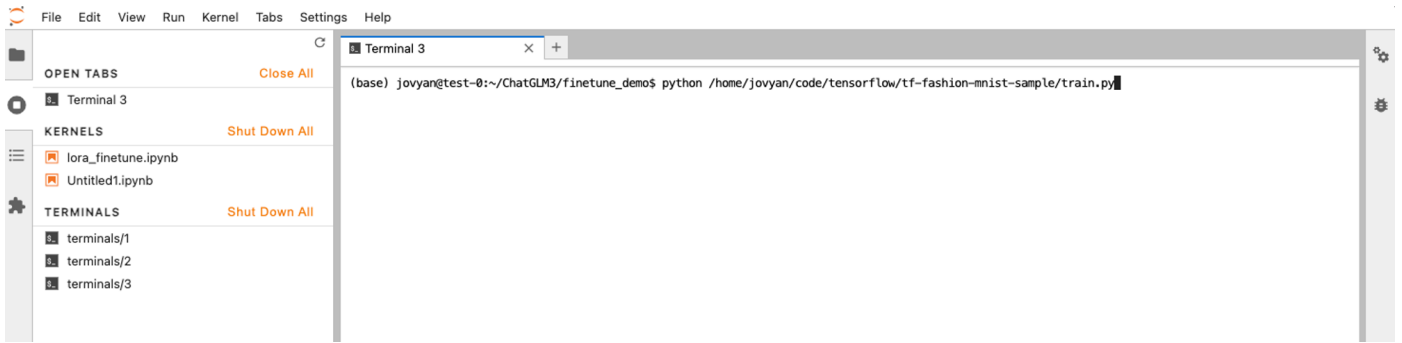 File Edit View Run Kernel Tabs Settings Help
OPEN TABS Close All
Terminal 3
KERNELS Shut Down All
lora_finetune.ipynb
Untitled1.ipynb
TERMINALS Shut Down All
terminals/1
terminals/2
terminals/3
Terminal 3
(base) jovyan@test-0:~/ChatGLM3/finetune_demo$ python /home/jovyan/code/tensorflow/tf-fashion-mnist-sample/train.py